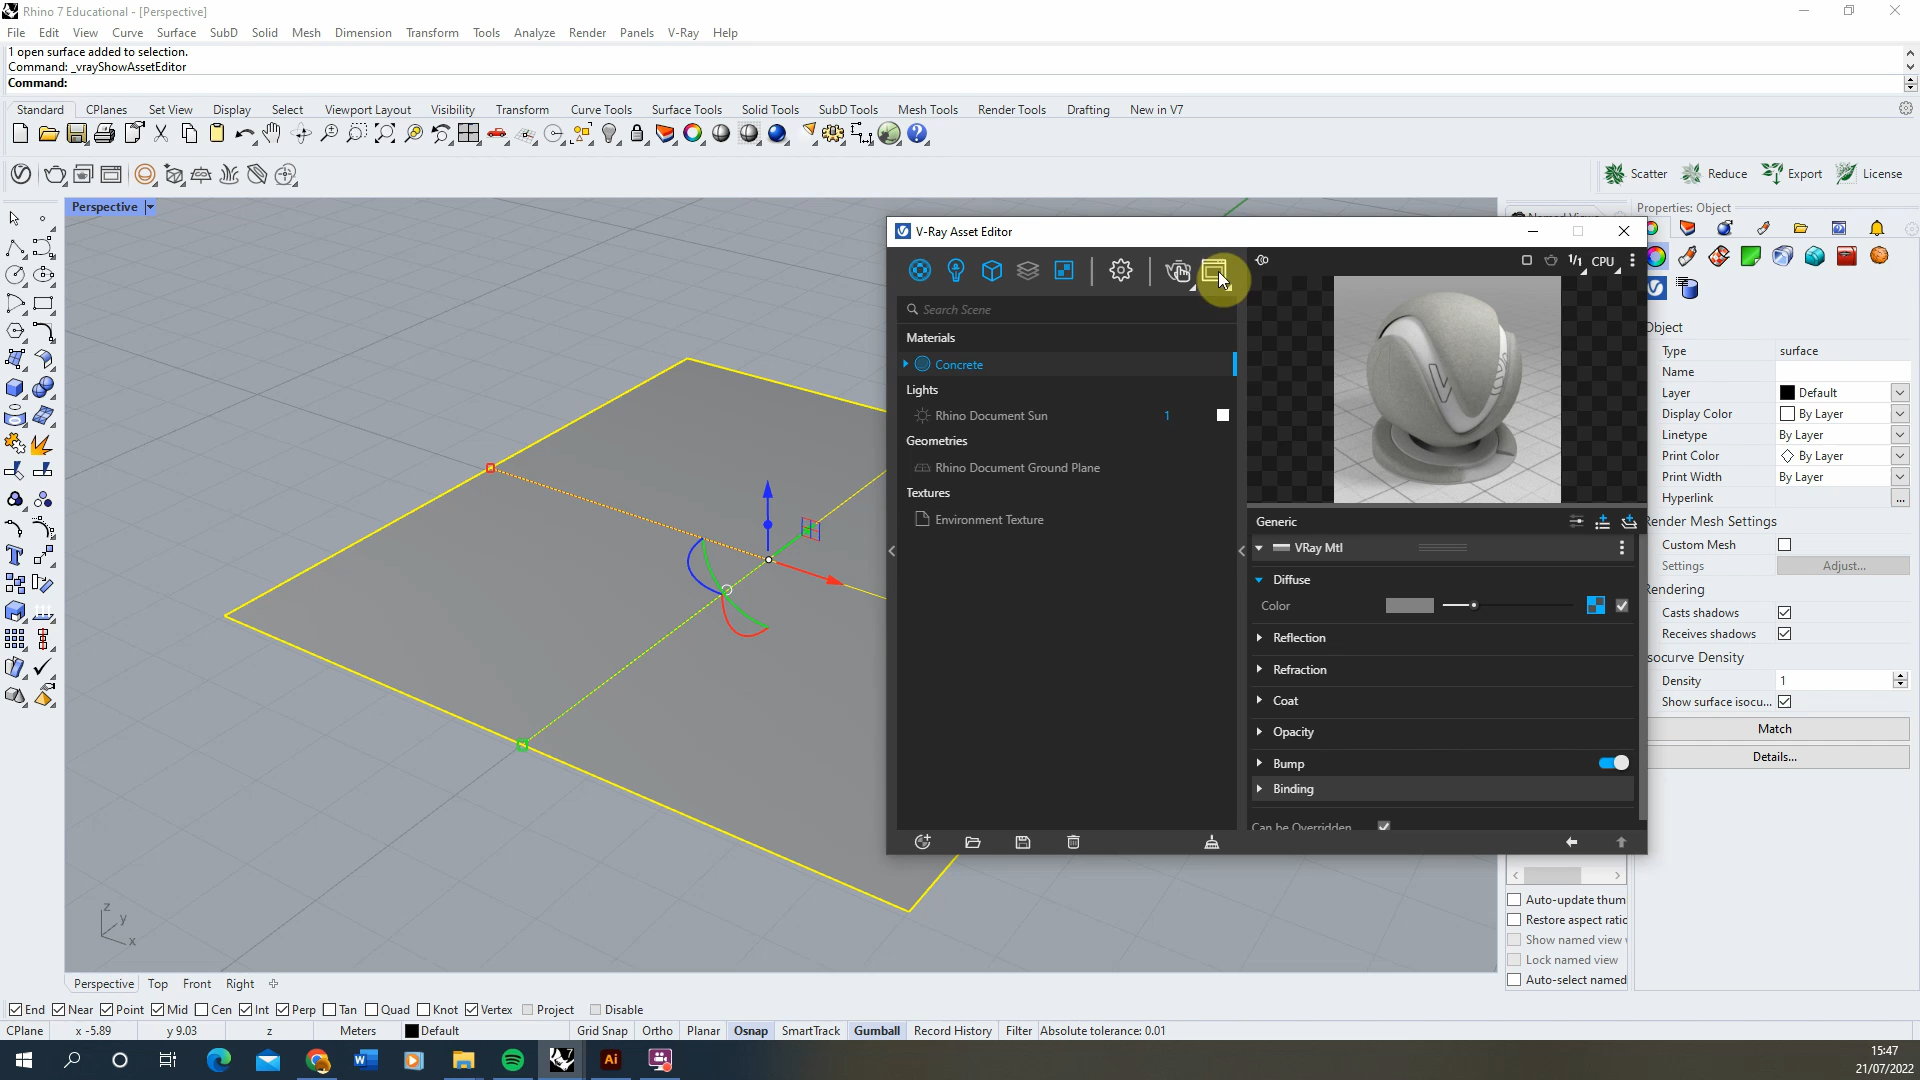 Rhino 7 Educational - [Perspective]
File Edit View Curve Surface SubD Solid Mesh Dimension Transform Tools Analyze Render Panels V-Ray Help
1 open surface added to selection.
Command: _vrayShowAssetEditor
Command:
Standard CPlanes Set View Display Select Viewport Layout Visibility Transform Curve Tools Surface Tools Solid Tools SubD Tools Mesh Tools Render Tools Drafting New in V7
Scatter Reduce Export License
Perspective
Properties: Object
V-Ray Asset Editor
1/1 CPU
Search Scene
Materials
Concrete
Lights
Rhino Document Sun 1
Geometries
Rhino Document Ground Plane
Textures
Environment Texture
Generic
VRay Mtl
Diffuse
Color
Reflection
Refraction
Coat
Opacity
Bump
Binding
Can be Overridden
Object
Type surface
Name
Layer Default
Display Color By Layer
Linetype By Layer
Print Color By Layer
Print Width By Layer
Hyperlink ...
Render Mesh Settings
Custom Mesh
Settings Adjust...
Rendering
Casts shadows
Receives shadows
socurve Density
Density 1
Show surface isocu...
Match
Details...
Auto-update thum
Restore aspect ratio
Show named view
Lock named view
Auto-select named
z
y
x
Perspective Top Front Right
End Near Point Mid Cen Int Perp Tan Quad Knot Vertex Project Disable
CPlane x -5.89 y 9.03 z Meters Default Grid Snap Ortho Planar Osnap SmartTrack Gumball Record History Filter Absolute tolerance: 0.01
15:47
21/07/2022